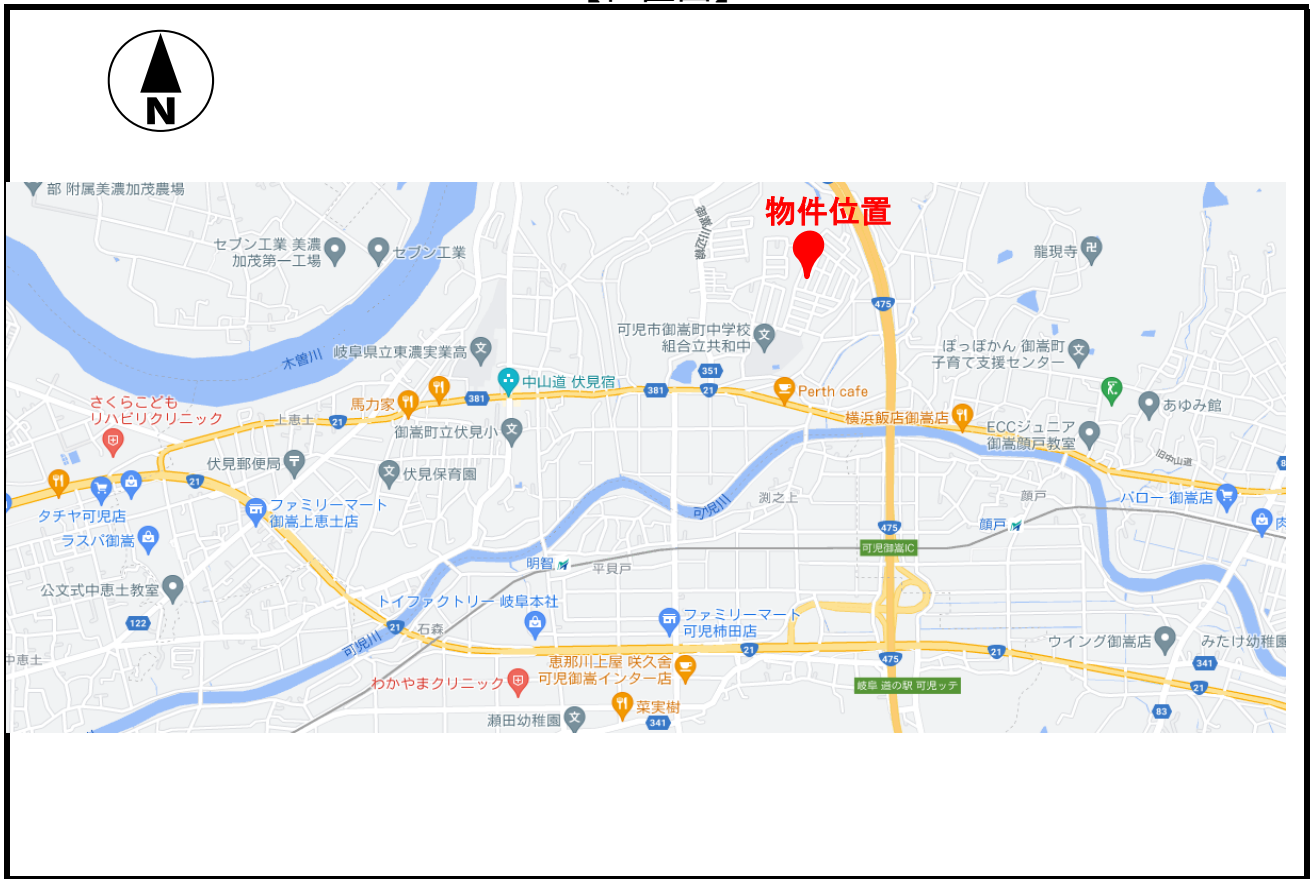 N
部 附属美濃加茂農場
物件位置
セブン工業 美濃
加茂第一工場
セブン工業
龍現寺
475
木曽川
岐阜県立東濃実業高
可児市御嵩町中学校
組合立共和中
ぽっぽかん 御嵩町
子育て支援センター
351
中山道 伏見宿
381
21
Perth cafe
馬力家
381
さくらこども
リハビリクリニック
上恵土
21
御嵩町立伏見小
横浜飯店御嵩店
あゆみ館
ECCジュニア
御嵩顔戸教室
伏見郵便局
伏見保育園
旧中山道
21
タチヤ可児店
ファミリーマート
御嵩上恵土店
可児川
渕之上
顔戸
バロー 御嵩店
ラスパ御嵩
475
顔戸
肉
可児御嵩IC
明智
平貝戸
公文式中恵土教室
トイファクトリー 岐阜本社
122
21
石森
ファミリーマート
可児柿田店
可児川
21
475
21
ウイング御嵩店
みたけ幼稚園
中恵土
恵那川上屋 咲久舎
可児御嵩インター店
341
わかやまクリニック
岐阜 道の駅 可児ッテ
21
瀬田幼稚園
菜実樹
341
83